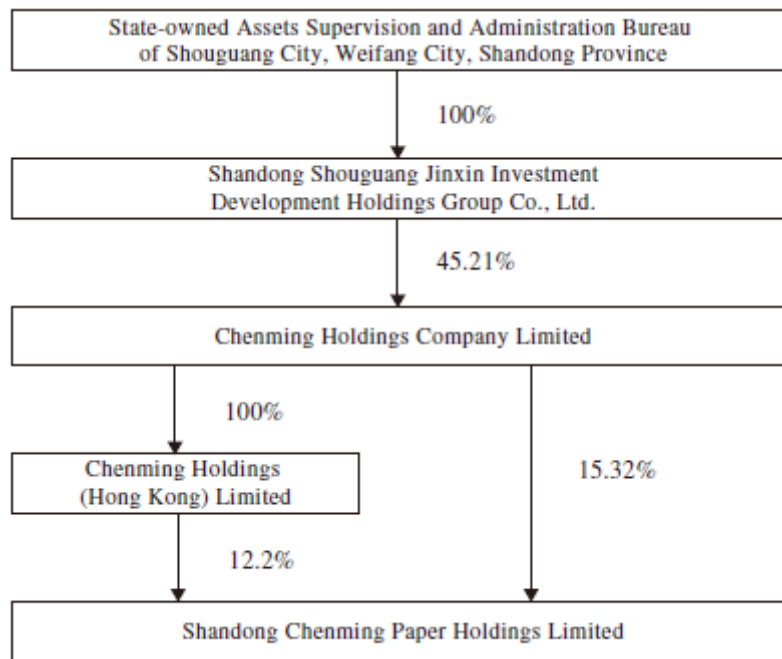 State-owned Assets Supervision and Administration Bureau
of Shouguang City, Weifang City, Shandong Province
100%
Shandong Shouguang Jinxin Investment
Development Holdings Group Co., Ltd.
45.21%
Chenming Holdings Company Limited
100%
Chenming Holdings
(Hong Kong) Limited
15.32%
12.2%
Shandong Chenming Paper Holdings Limited